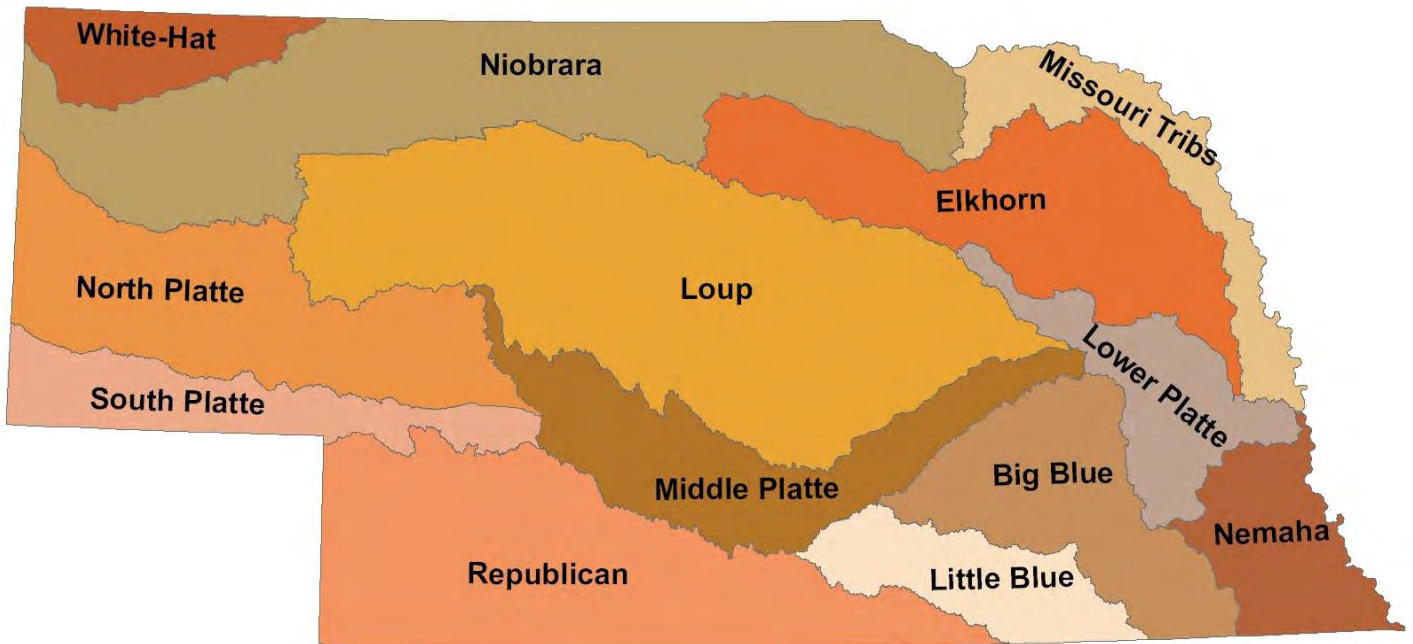 White-Hat
Niobrara
Missouri Tribs
Elkhorn
North Platte
Loup
Lower Platte
South Platte
Middle Platte
Big Blue
Nemaha
Republican
Little Blue